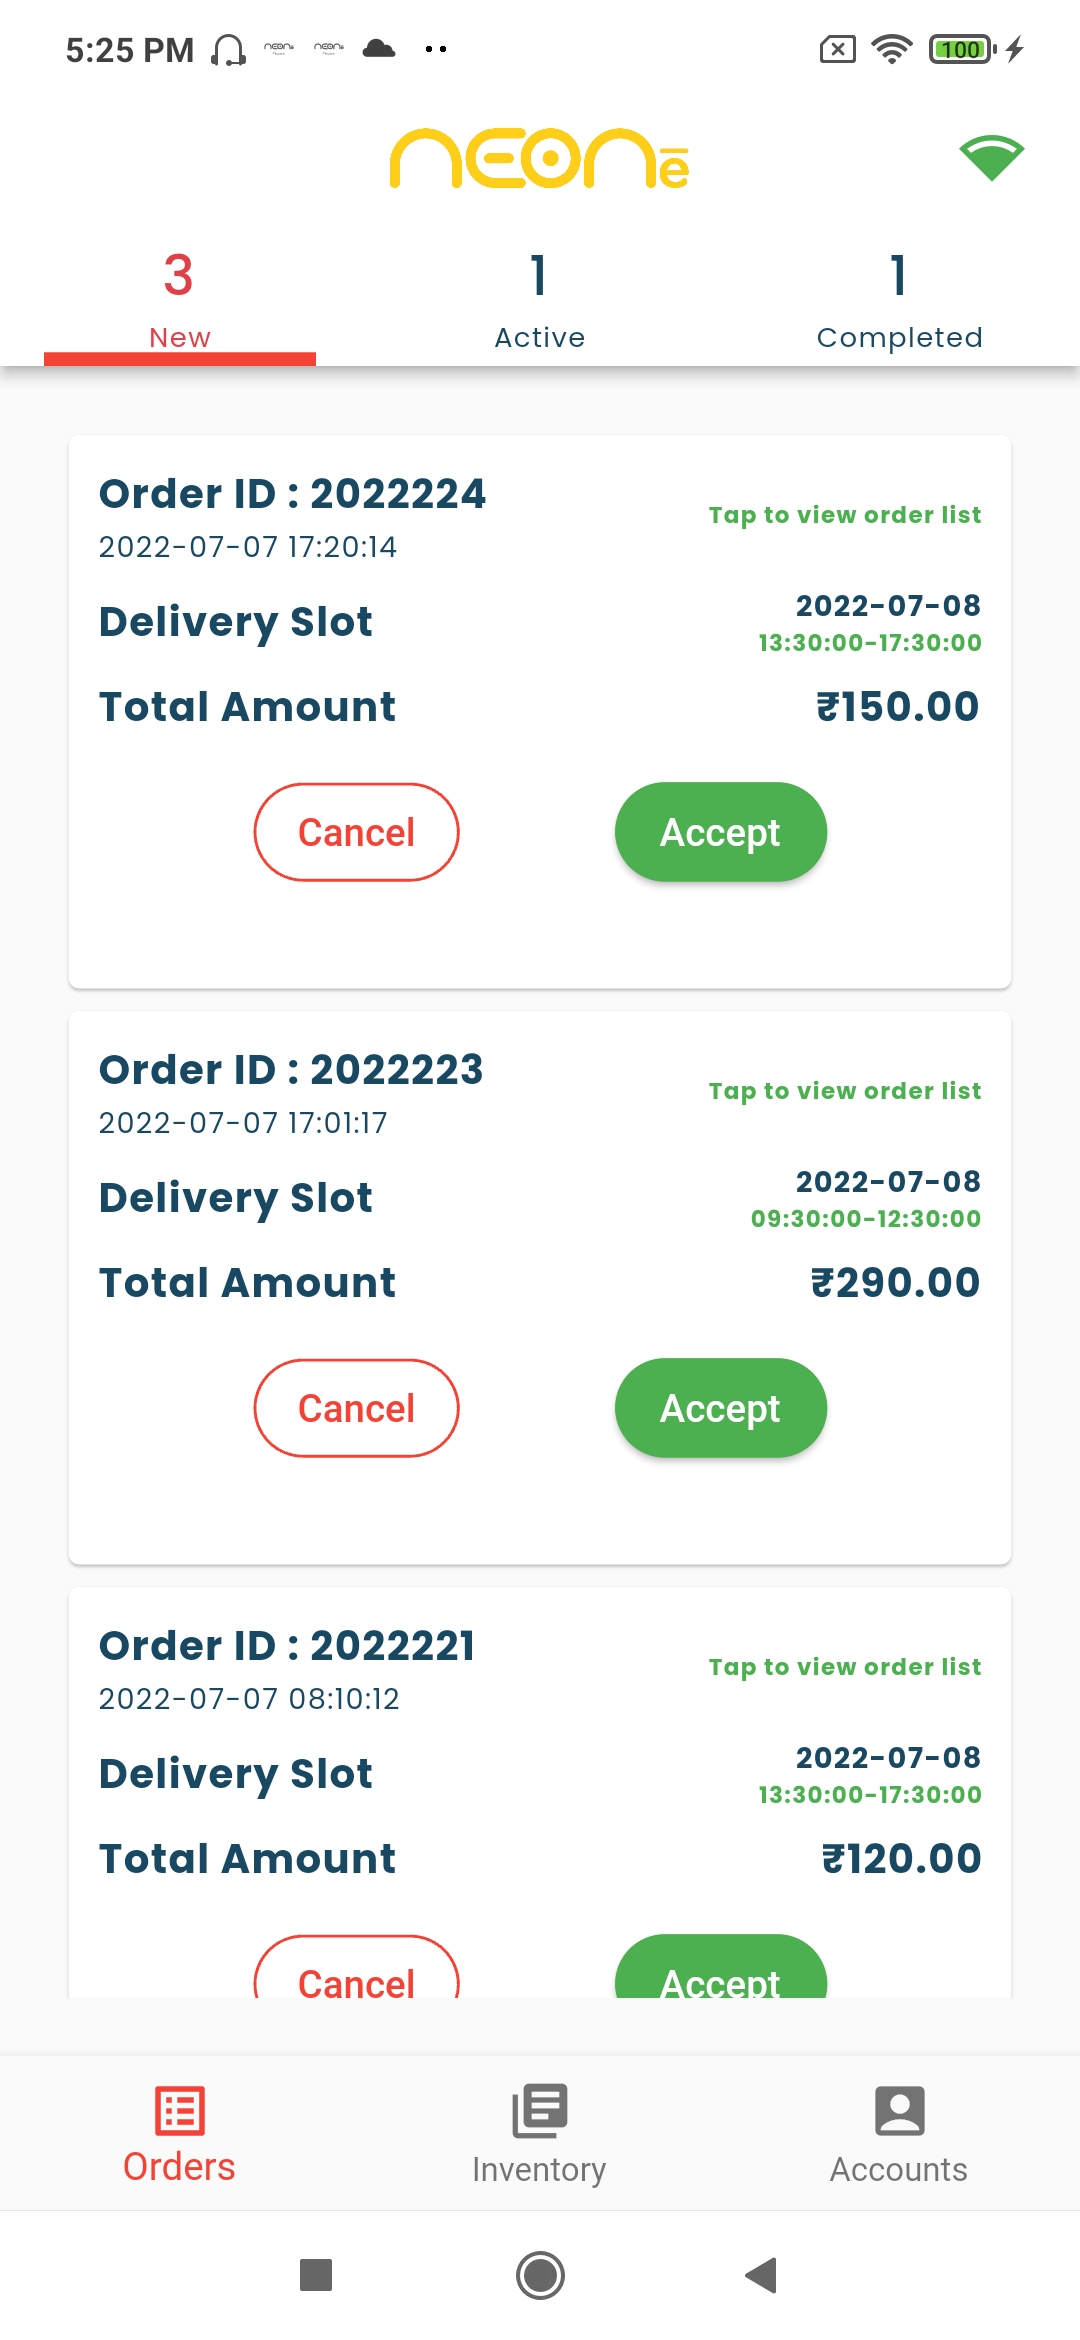 5:25 PM
100
neone
3
New
1
Active
1
Completed
Order ID : 2022224
Tap to view order list
2022-07-07 17:20:14
Delivery Slot
2022-07-08
13:30:00-17:30:00
Total Amount
₹150.00
Cancel
Accept
Order ID : 2022223
Tap to view order list
2022-07-07 17:01:17
Delivery Slot
2022-07-08
09:30:00-12:30:00
Total Amount
₹290.00
Cancel
Accept
Order ID : 2022221
Tap to view order list
2022-07-07 08:10:12
Delivery Slot
2022-07-08
13:30:00-17:30:00
Total Amount
₹120.00
Cancel
Accept
Orders
Inventory
Accounts